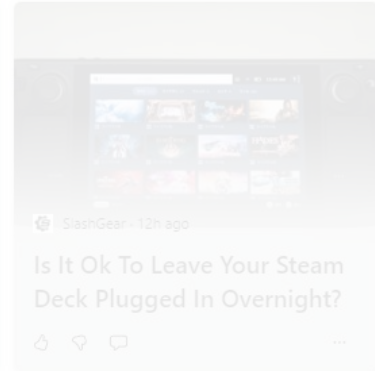 SlashGear · 12h ago
Is It Ok To Leave Your Steam
Deck Plugged In Overnight?